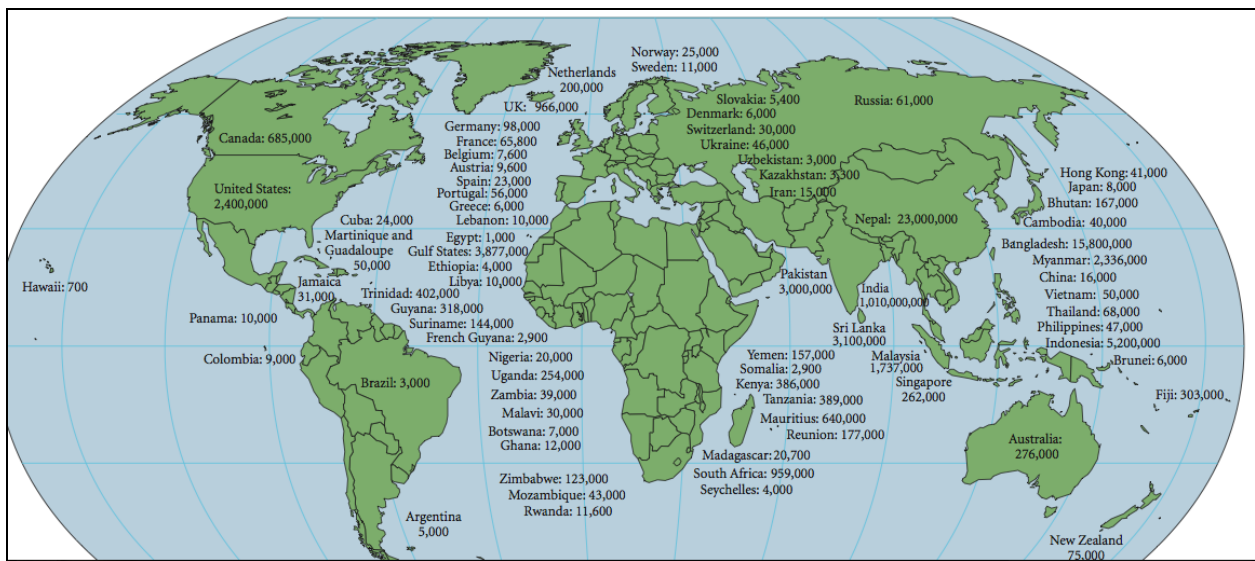 Norway: 25,000
Sweden: 11,000
Netherlands
200,000
UK:  966,000
Slovakia: 5,400
Denmark: 6,000
Switzerland: 30,000
Ukraine: 46,000
Uzbekistan: 3,000
Kazakhstan: 3,300
Iran: 15,000
Russia: 61,000
Canada: 685,000
United States:
2,400,000
Germany: 98,000
France: 65,800
Belgium: 7,600
Austria: 9,600
Spain: 23,000
Portugal: 56,000
Greece: 6,000
Lebanon: 10,000
Egypt: 1,000
Gulf States: 3,877,000
Ethiopia: 4,000
Libya: 10,000
Cuba: 24,000
Martinique and
Guadaloupe
50,000
Jamaica
31,000
Trinidad: 402,000
Guyana: 318,000
Suriname: 144,000
French Guyana: 2,900
Hawaii: 700
Panama: 10,000
Colombia: 9,000
Brazil: 3,000
Argentina
5,000
Nigeria: 20,000
Uganda: 254,000
Zambia: 39,000
Malavi: 30,000
Botswana: 7,000
Ghana: 12,000
Zimbabwe: 123,000
Mozambique: 43,000
Rwanda: 11,600
Yemen: 157,000
Somalia: 2,900
Kenya: 386,000
Tanzania: 389,000
Mauritius: 640,000
Reunion: 177,000
Madagascar: 20,700
South Africa: 959,000
Seychelles: 4,000
Pakistan
3,000,000
India
1,010,000,000
Sri Lanka
3,100,000
Malaysia
1,737,000
Singapore
262,000
Nepal:  23,000,000
Hong Kong: 41,000
Japan: 8,000
Bhutan: 167,000
Cambodia: 40,000
Bangladesh: 15,800,000
Myanmar: 2,336,000
China: 16,000
Vietnam:  50,000
Thailand: 68,000
Philippines: 47,000
Indonesia: 5,200,000
Brunei: 6,000
Fiji: 303,000
Australia:
276,000
New Zealand
75,000